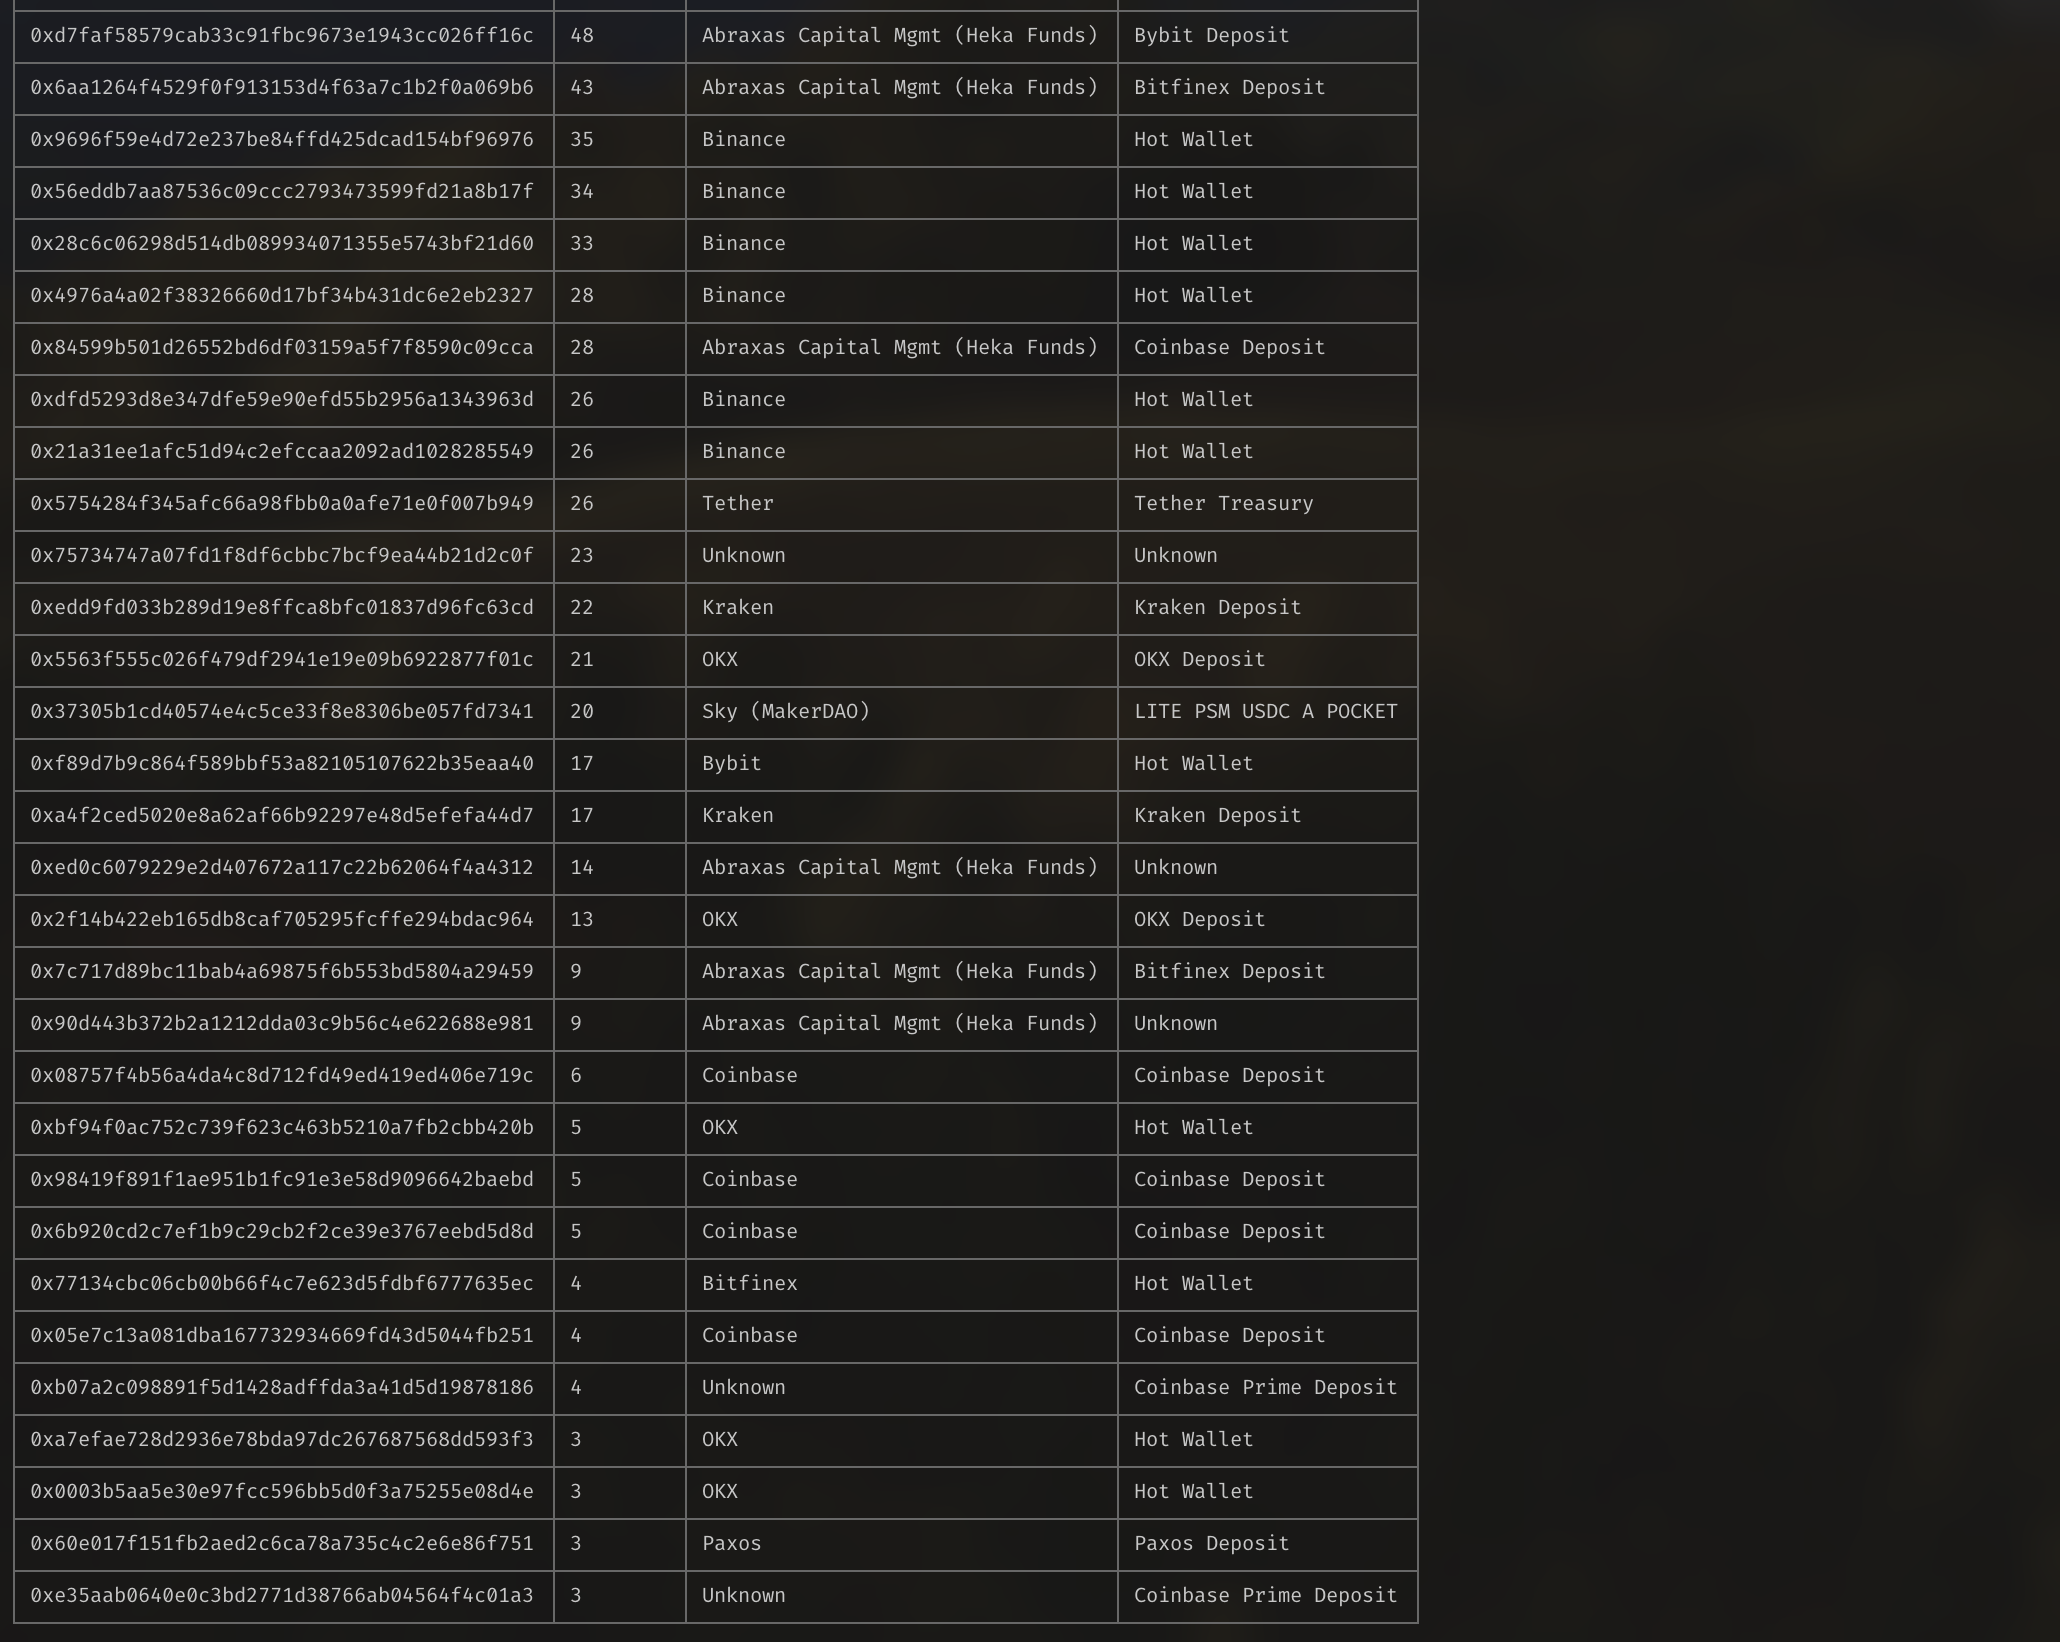 0xd7faf58579cab33c91fbc9673e1943cc026ff16c 48 Abraxas Capital Mgmt (Heka Funds) Bybit Deposit
0x6aa1264f4529f0f913153d4f63a7c1b2f0a069b6 43 Abraxas Capital Mgmt (Heka Funds) Bitfinex Deposit
0x9696f59e4d72e237be84ffd425dcad154bf96976 35 Binance Hot Wallet
0x56eddb7aa87536c09ccc2793473599fd21a8b17f 34 Binance Hot Wallet
0x28c6c06298d514db089934071355e5743bf21d60 33 Binance Hot Wallet
0x4976a4a02f38326660d17bf34b431dc6e2eb2327 28 Binance Hot Wallet
0x84599b501d26552bd6df03159a5f7f8590c09cca 28 Abraxas Capital Mgmt (Heka Funds) Coinbase Deposit
0xdfd5293d8e347dfe59e90efd55b2956a1343963d 26 Binance Hot Wallet
0x21a31ee1afc51d94c2efccaa2092ad1028285549 26 Binance Hot Wallet
0x5754284f345afc66a98fbb0a0afe71e0f007b949 26 Tether Tether Treasury
0x75734747a07fd1f8df6cbbc7bcf9ea44b21d2c0f 23 Unknown Unknown
0xedd9fd033b289d19e8ffca8bfc01837d96fc63cd 22 Kraken Kraken Deposit
0x5563f555c026f479df2941e19e09b6922877f01c 21 OKX OKX Deposit
0x37305b1cd40574e4c5ce33f8e8306be057fd7341 20 Sky (MakerDAO) LITE PSM USDC A POCKET
0xf89d7b9c864f589bbf53a82105107622b35eaa40 17 Bybit Hot Wallet
0xa4f2ced5020e8a62af66b92297e48d5efefa44d7 17 Kraken Kraken Deposit
0xed0c6079229e2d407672a117c22b62064f4a4312 14 Abraxas Capital Mgmt (Heka Funds) Unknown
0x2f14b422eb165db8caf705295fcffe294bdac964 13 OKX OKX Deposit
0x7c717d89bc11bab4a69875f6b553bd5804a29459 9 Abraxas Capital Mgmt (Heka Funds) Bitfinex Deposit
0x90d443b372b2a1212dda03c9b56c4e622688e981 9 Abraxas Capital Mgmt (Heka Funds) Unknown
0x08757f4b56a4da4c8d712fd49ed419ed406e719c 6 Coinbase Coinbase Deposit
0xbf94f0ac752c739f623c463b5210a7fb2cbb420b 5 OKX Hot Wallet
0x98419f891f1ae951b1fc91e3e58d9096642baebd 5 Coinbase Coinbase Deposit
0x6b920cd2c7ef1b9c29cb2f2ce39e3767eebd5d8d 5 Coinbase Coinbase Deposit
0x77134cbc06cb00b66f4c7e623d5fdbf6777635ec 4 Bitfinex Hot Wallet
0x05e7c13a081dba167732934669fd43d5044fb251 4 Coinbase Coinbase Deposit
0xb07a2c098891f5d1428adffda3a41d5d19878186 4 Unknown Coinbase Prime Deposit
0xa7efae728d2936e78bda97dc267687568dd593f3 3 OKX Hot Wallet
0x0003b5aa5e30e97fcc596bb5d0f3a75255e08d4e 3 OKX Hot Wallet
0x60e017f151fb2aed2c6ca78a735c4c2e6e86f751 3 Paxos Paxos Deposit
0xe35aab0640e0c3bd2771d38766ab04564f4c01a3 3 Unknown Coinbase Prime Deposit